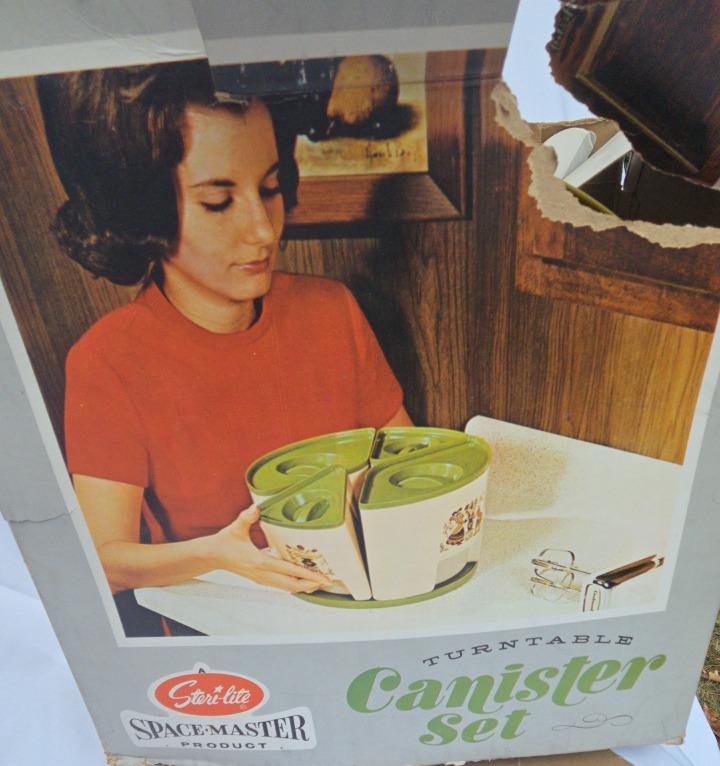 TURNTABLE
Canister
Set
A
Steri-lite ®
SPACE-MASTER
PRODUCT